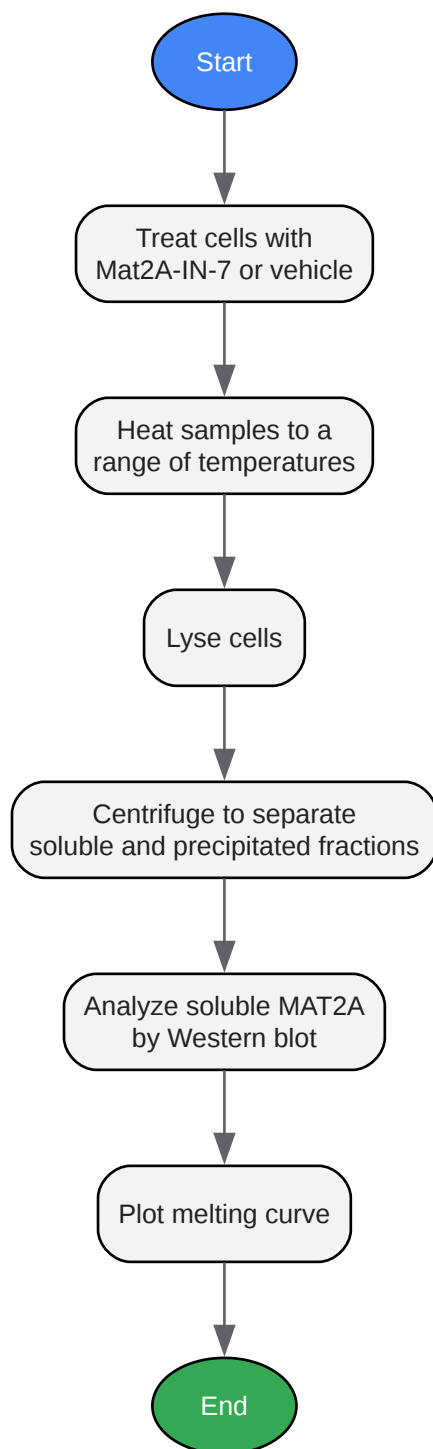 Start
Treat cells with
Mat2A-IN-7 or vehicle
Heat samples to a
range of temperatures
Lyse cells
Centrifuge to separate
soluble and precipitated fractions
Analyze soluble MAT2A
by Western blot
Plot melting curve
End